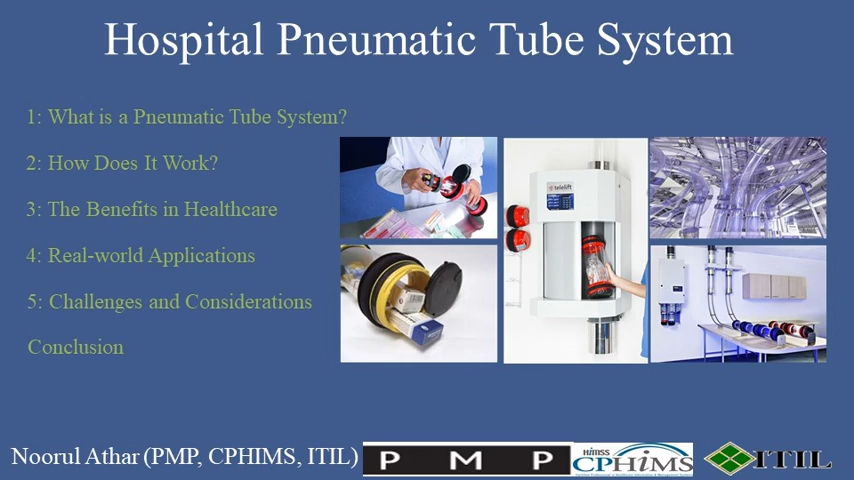 Hospital Pneumatic Tube System
1: What is a Pneumatic Tube System?
2: How Does It Work?
3: The Benefits in Healthcare
4: Real-world Applications
5: Challenges and Considerations
Conclusion
telelift
Noorul Athar (PMP, CPHIMS, ITIL)
P M P
HIMSS
CPHIMS
ITIL